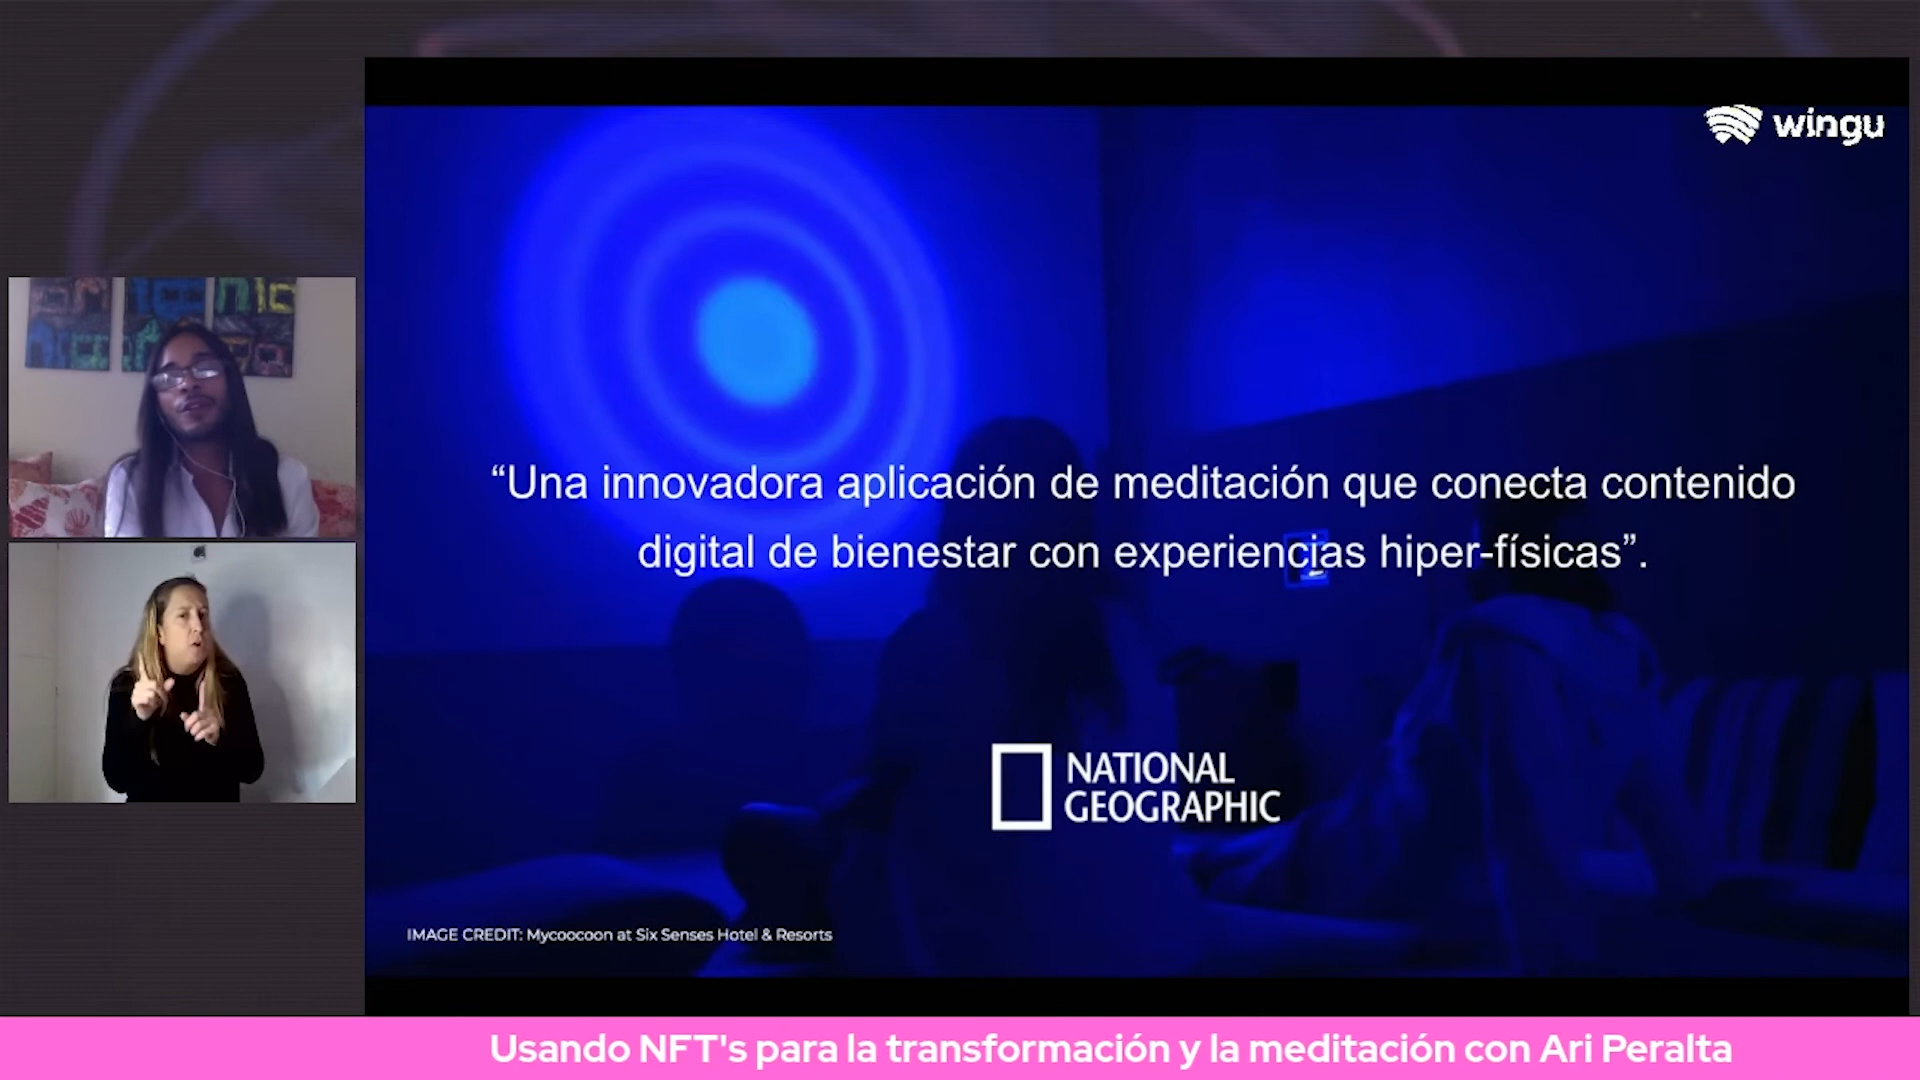 wingu
“Una innovadora aplicación de meditación que conecta contenido
digital de bienestar con experiencias hiper-físicas”.
NATIONAL
GEOGRAPHIC
IMAGE CREDIT: Mycoocoon at Six Senses Hotel & Resorts
Usando NFT's para la transformación y la meditación con Ari Peralta